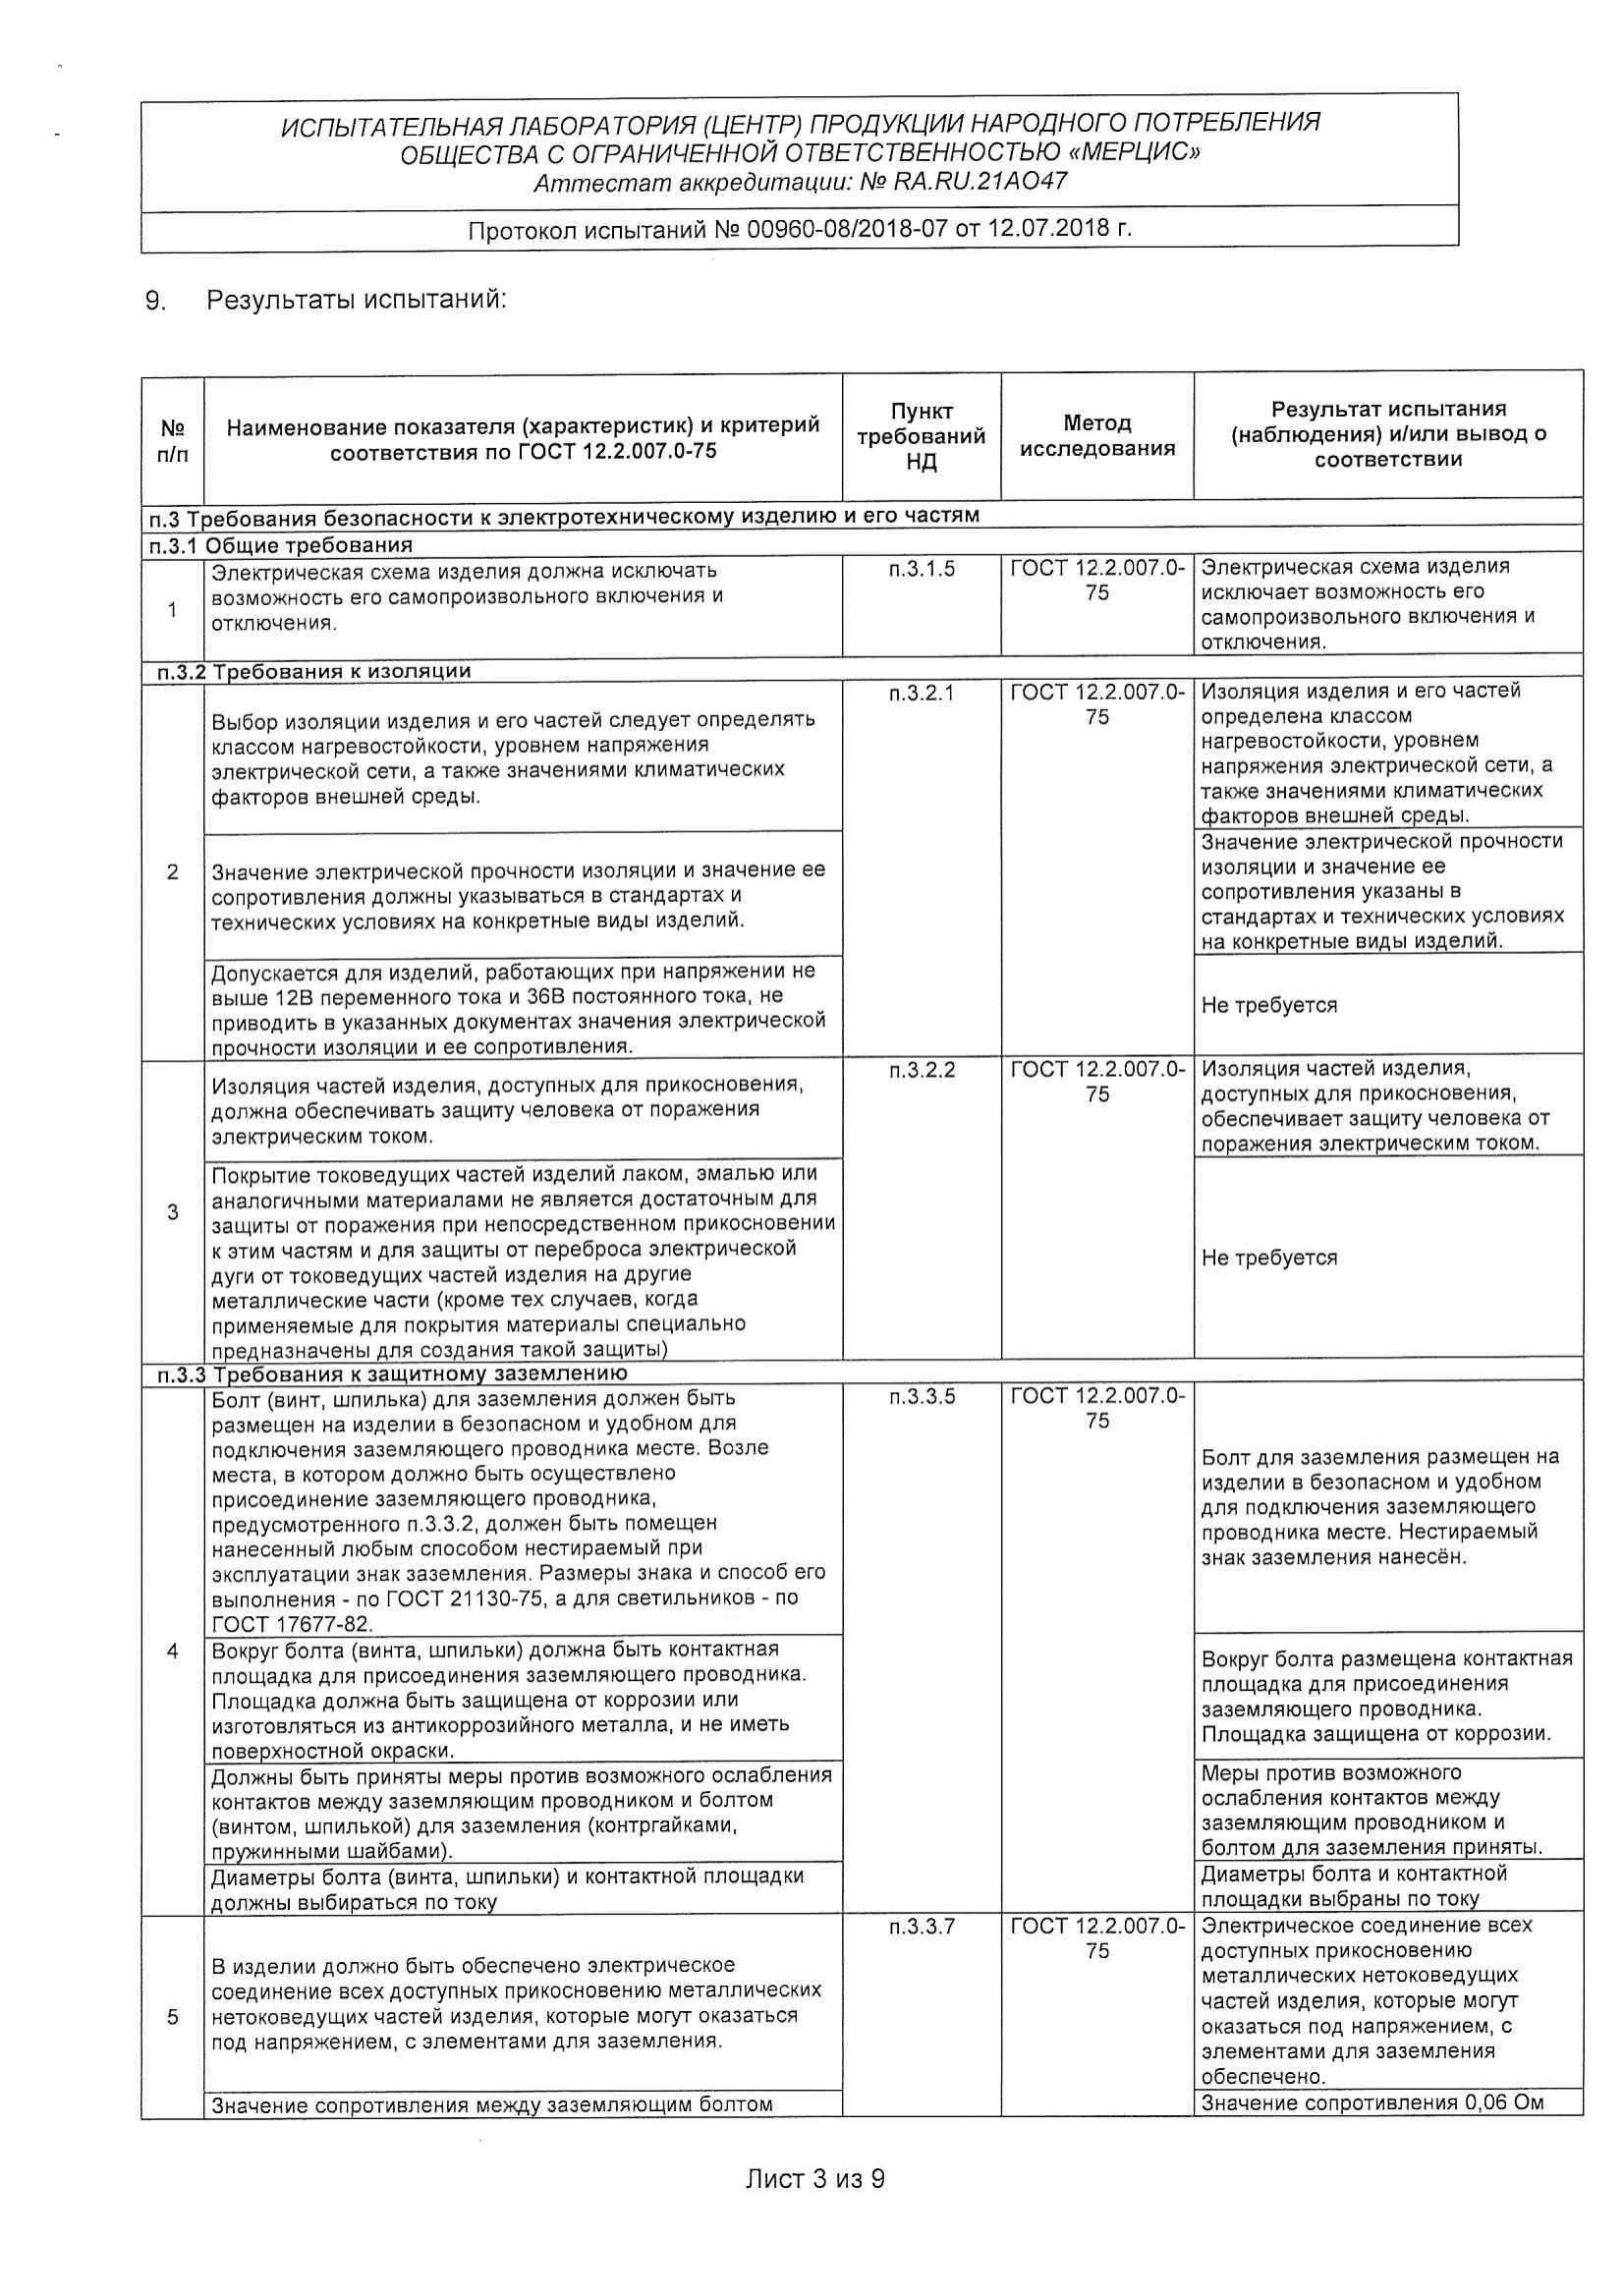 ИСПЫТАТЕЛЬНАЯ ЛАБОРАТОРИЯ (ЦЕНТР) ПРОДУКЦИИ НАРОДНОГО ПОТРЕБЛЕНИЯ
ОБЩЕСТВА С ОГРАНИЧЕННОЙ ОТВЕТСТВЕННОСТЬЮ «МЕРЦИС»
Аттестат аккредитации: № RA.RU.21АО47
Протокол испытаний № 00960-08/2018-07 от 12.07.2018 г.
9. Результаты испытаний:
№
п/п
Наименование показателя (характеристик) и критерий
соответствия по ГОСТ 12.2.007.0-75
Пункт
требований
НД
Метод
исследования
Результат испытания
(наблюдения) и/или вывод о
соответствии
п.3 Требования безопасности к электротехническому изделию и его частям
п.3.1 Общие требования
1
Электрическая схема изделия должна исключать
возможность его самопроизвольного включения и
отключения.
п.3.1.5
ГОСТ 12.2.007.0-
75
Электрическая схема изделия
исключает возможность его
самопроизвольного включения и
отключения.
п.3.2 Требования к изоляции
2
Выбор изоляции изделия и его частей следует определять
классом нагревостойкости, уровнем напряжения
электрической сети, а также значениями климатических
факторов внешней среды.
п.3.2.1
ГОСТ 12.2.007.0-
75
Изоляция изделия и его частей
определена классом
нагревостойкости, уровнем
напряжения электрической сети, а
также значениями климатических
факторов внешней среды.
Значение электрической прочности изоляции и значение ее
сопротивления должны указываться в стандартах и
технических условиях на конкретные виды изделий.
Значение электрической прочности
изоляции и значение ее
сопротивления указаны в
стандартах и технических условиях
на конкретные виды изделий.
Допускается для изделий, работающих при напряжении не
выше 12В переменного тока и 36В постоянного тока, не
приводить в указанных документах значения электрической
прочности изоляции и ее сопротивления.
Не требуется
3
Изоляция частей изделия, доступных для прикосновения,
должна обеспечивать защиту человека от поражения
электрическим током.
п.3.2.2
ГОСТ 12.2.007.0-
75
Изоляция частей изделия,
доступных для прикосновения,
обеспечивает защиту человека от
поражения электрическим током.
Покрытие токоведущих частей изделий лаком, эмалью или
аналогичными материалами не является достаточным для
защиты от поражения при непосредственном прикосновении
к этим частям и для защиты от переброса электрической
дуги от токоведущих частей изделия на другие
металлические части (кроме тех случаев, когда
применяемые для покрытия материалы специально
предназначены для создания такой защиты)
Не требуется
п.3.3 Требования к защитному заземлению
4
Болт (винт, шпилька) для заземления должен быть
размещен на изделии в безопасном и удобном для
подключения заземляющего проводника месте. Возле
места, в котором должно быть осуществлено
присоединение заземляющего проводника,
предусмотренного п.3.3.2, должен быть помещен
нанесенный любым способом нестираемый при
эксплуатации знак заземления. Размеры знака и способ его
выполнения - по ГОСТ 21130-75, а для светильников - по
ГОСТ 17677-82.
п.3.3.5
ГОСТ 12.2.007.0-
75
Болт для заземления размещен на
изделии в безопасном и удобном
для подключения заземляющего
проводника месте. Нестираемый
знак заземления нанесён.
Вокруг болта (винта, шпильки) должна быть контактная
площадка для присоединения заземляющего проводника.
Площадка должна быть защищена от коррозии или
изготовляться из антикоррозийного металла, и не иметь
поверхностной окраски.
Вокруг болта размещена контактная
площадка для присоединения
заземляющего проводника.
Площадка защищена от коррозии.
Должны быть приняты меры против возможного ослабления
контактов между заземляющим проводником и болтом
(винтом, шпилькой) для заземления (контргайками,
пружинными шайбами).
Меры против возможного
ослабления контактов между
заземляющим проводником и
болтом для заземления приняты.
Диаметры болта (винта, шпильки) и контактной площадки
должны выбираться по току
Диаметры болта и контактной
площадки выбраны по току
5
В изделии должно быть обеспечено электрическое
соединение всех доступных прикосновению металлических
нетоковедущих частей изделия, которые могут оказаться
под напряжением, с элементами для заземления.
п.3.3.7
ГОСТ 12.2.007.0-
75
Электрическое соединение всех
доступных прикосновению
металлических нетоковедущих
частей изделия, которые могут
оказаться под напряжением, с
элементами для заземления
обеспечено.
Значение сопротивления между заземляющим болтом
Значение сопротивления 0,06 Ом
Лист 3 из 9